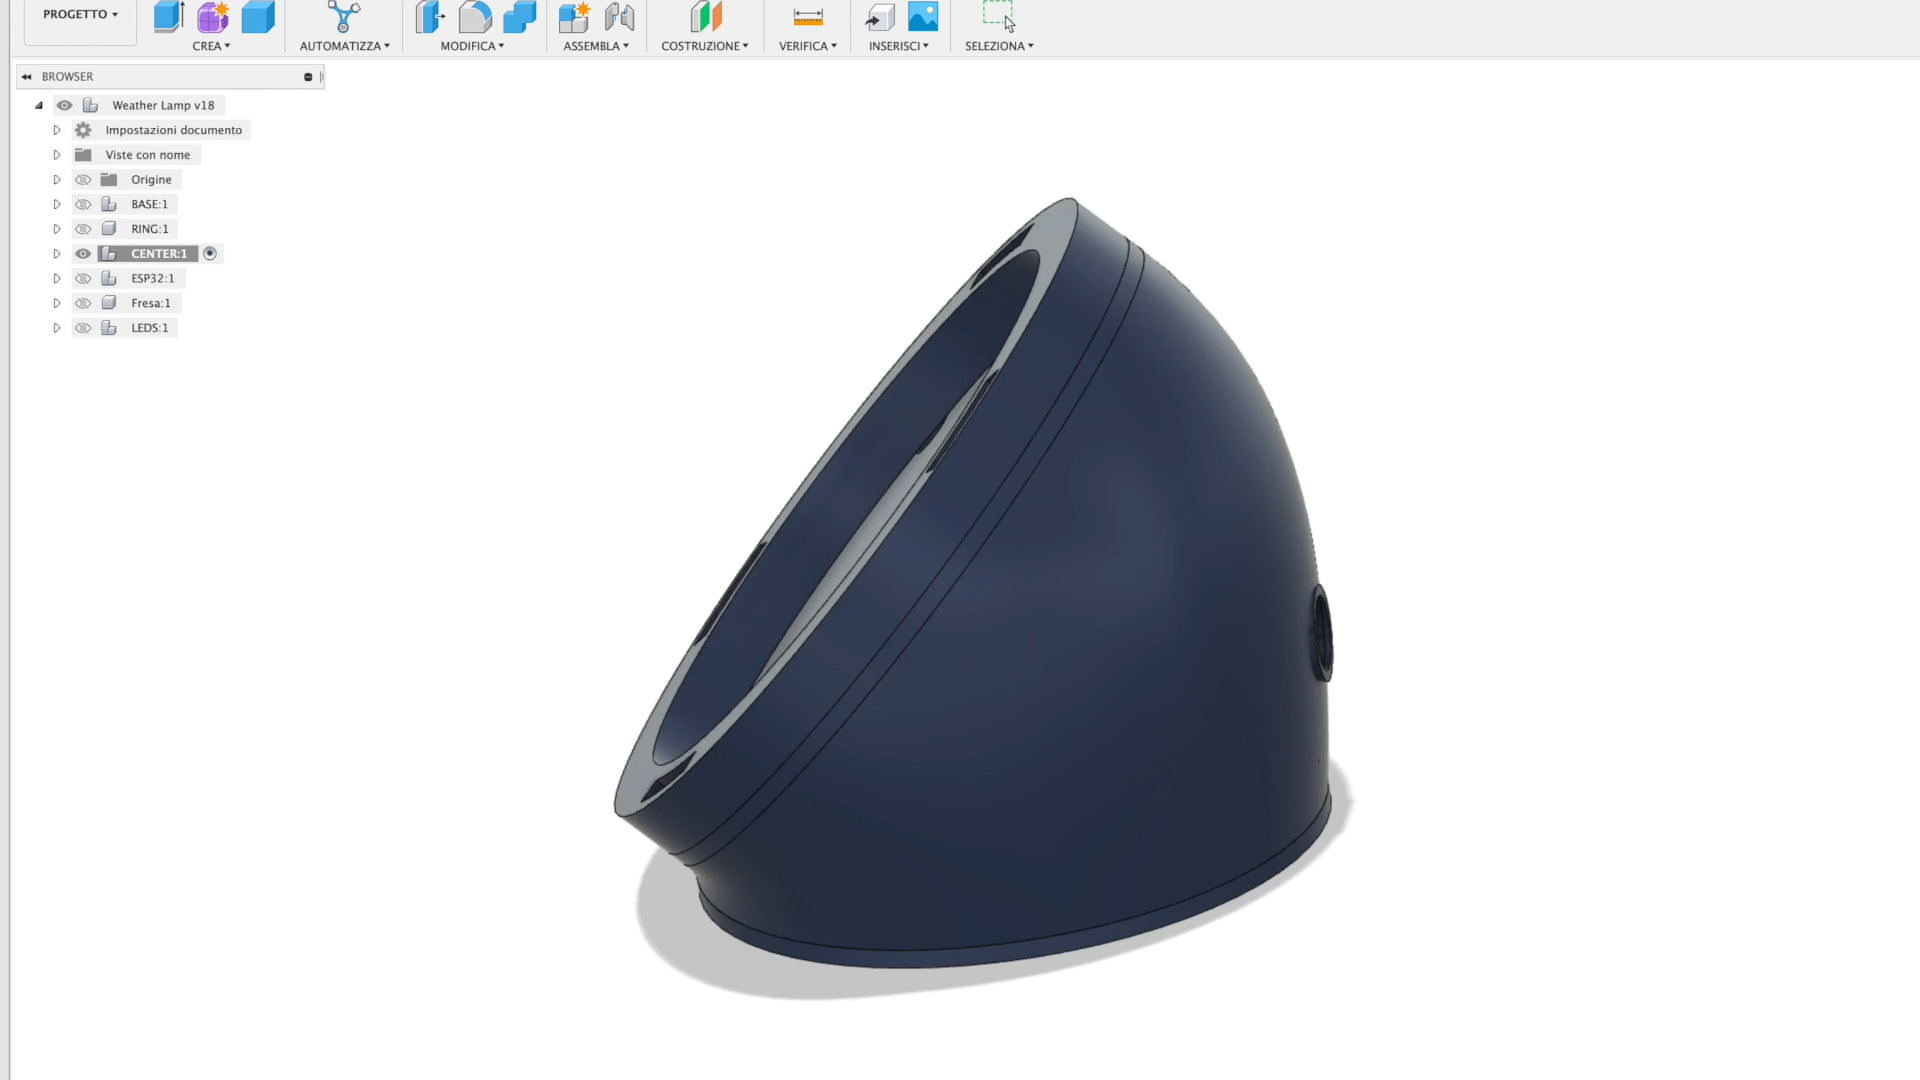 PROGETTO
CREA
AUTOMATIZZA
MODIFICA
ASSEMBLA
COSTRUZIONE
VERIFICA
INSERISCI
SELEZIONA
BROWSER
Weather Lamp v18
Impostazioni documento
Viste con nome
Origine
BASE:1
RING:1
CENTER:1
ESP32:1
Fresa:1
LEDS:1